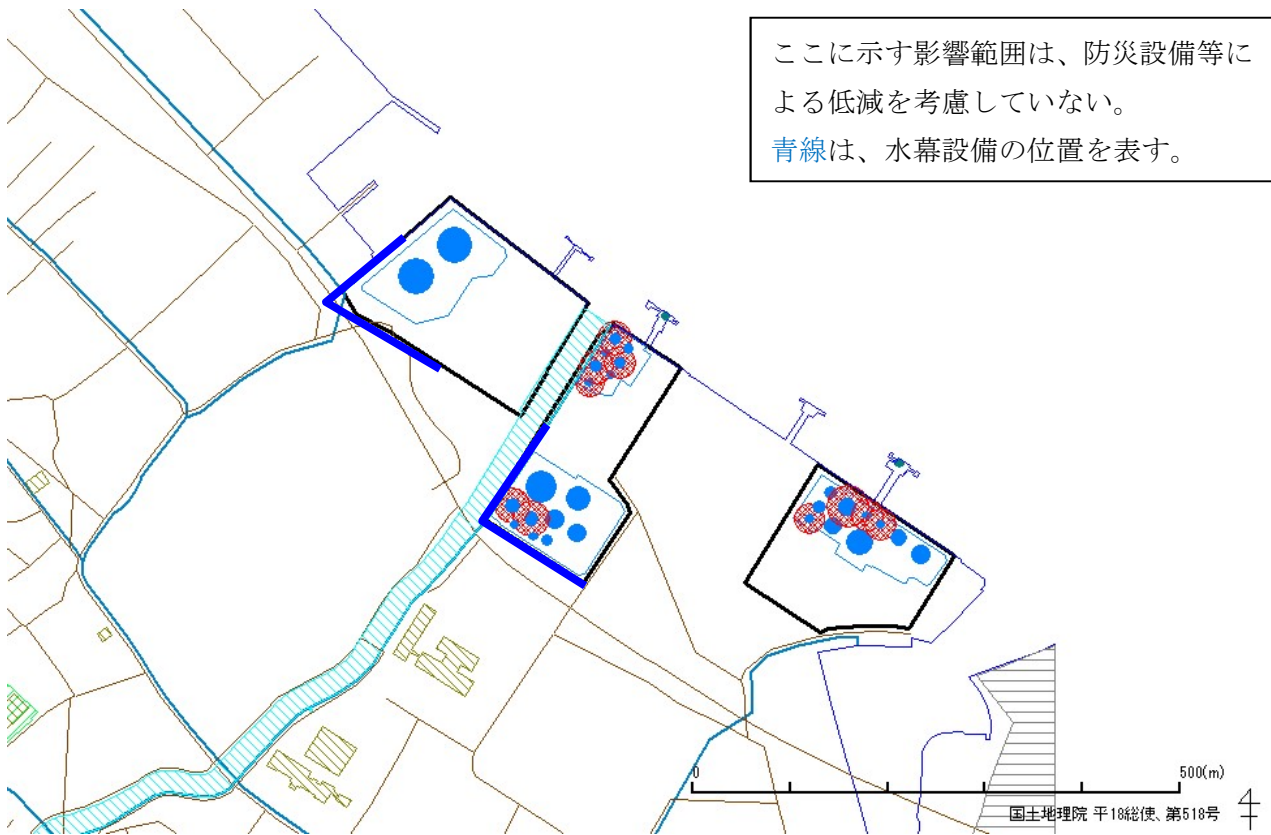 ここに示す影響範囲は、防災設備等に
よる低減を考慮していない。
青線は、水幕設備の位置を表す。
0 500(m)
国土地理院 平18総使、第518号